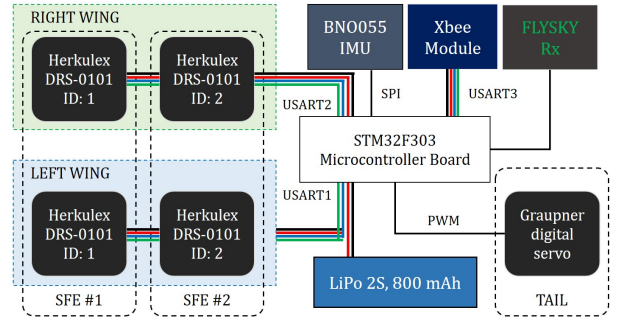 RIGHT WING
Herkulex
DRS-0101
ID: 1
Herkulex
DRS-0101
ID: 2
BNO055
IMU
Xbee
Module
FLYSKY
Rx
SPI
USART3
USART2
STM32F303
Microcontroller Board
LEFT WING
USART1
Herkulex
DRS-0101
ID: 1
Herkulex
DRS-0101
ID: 2
PWM
Graupner
digital
servo
LiPo 2S, 800 mAh
SFE #1
SFE #2
TAIL